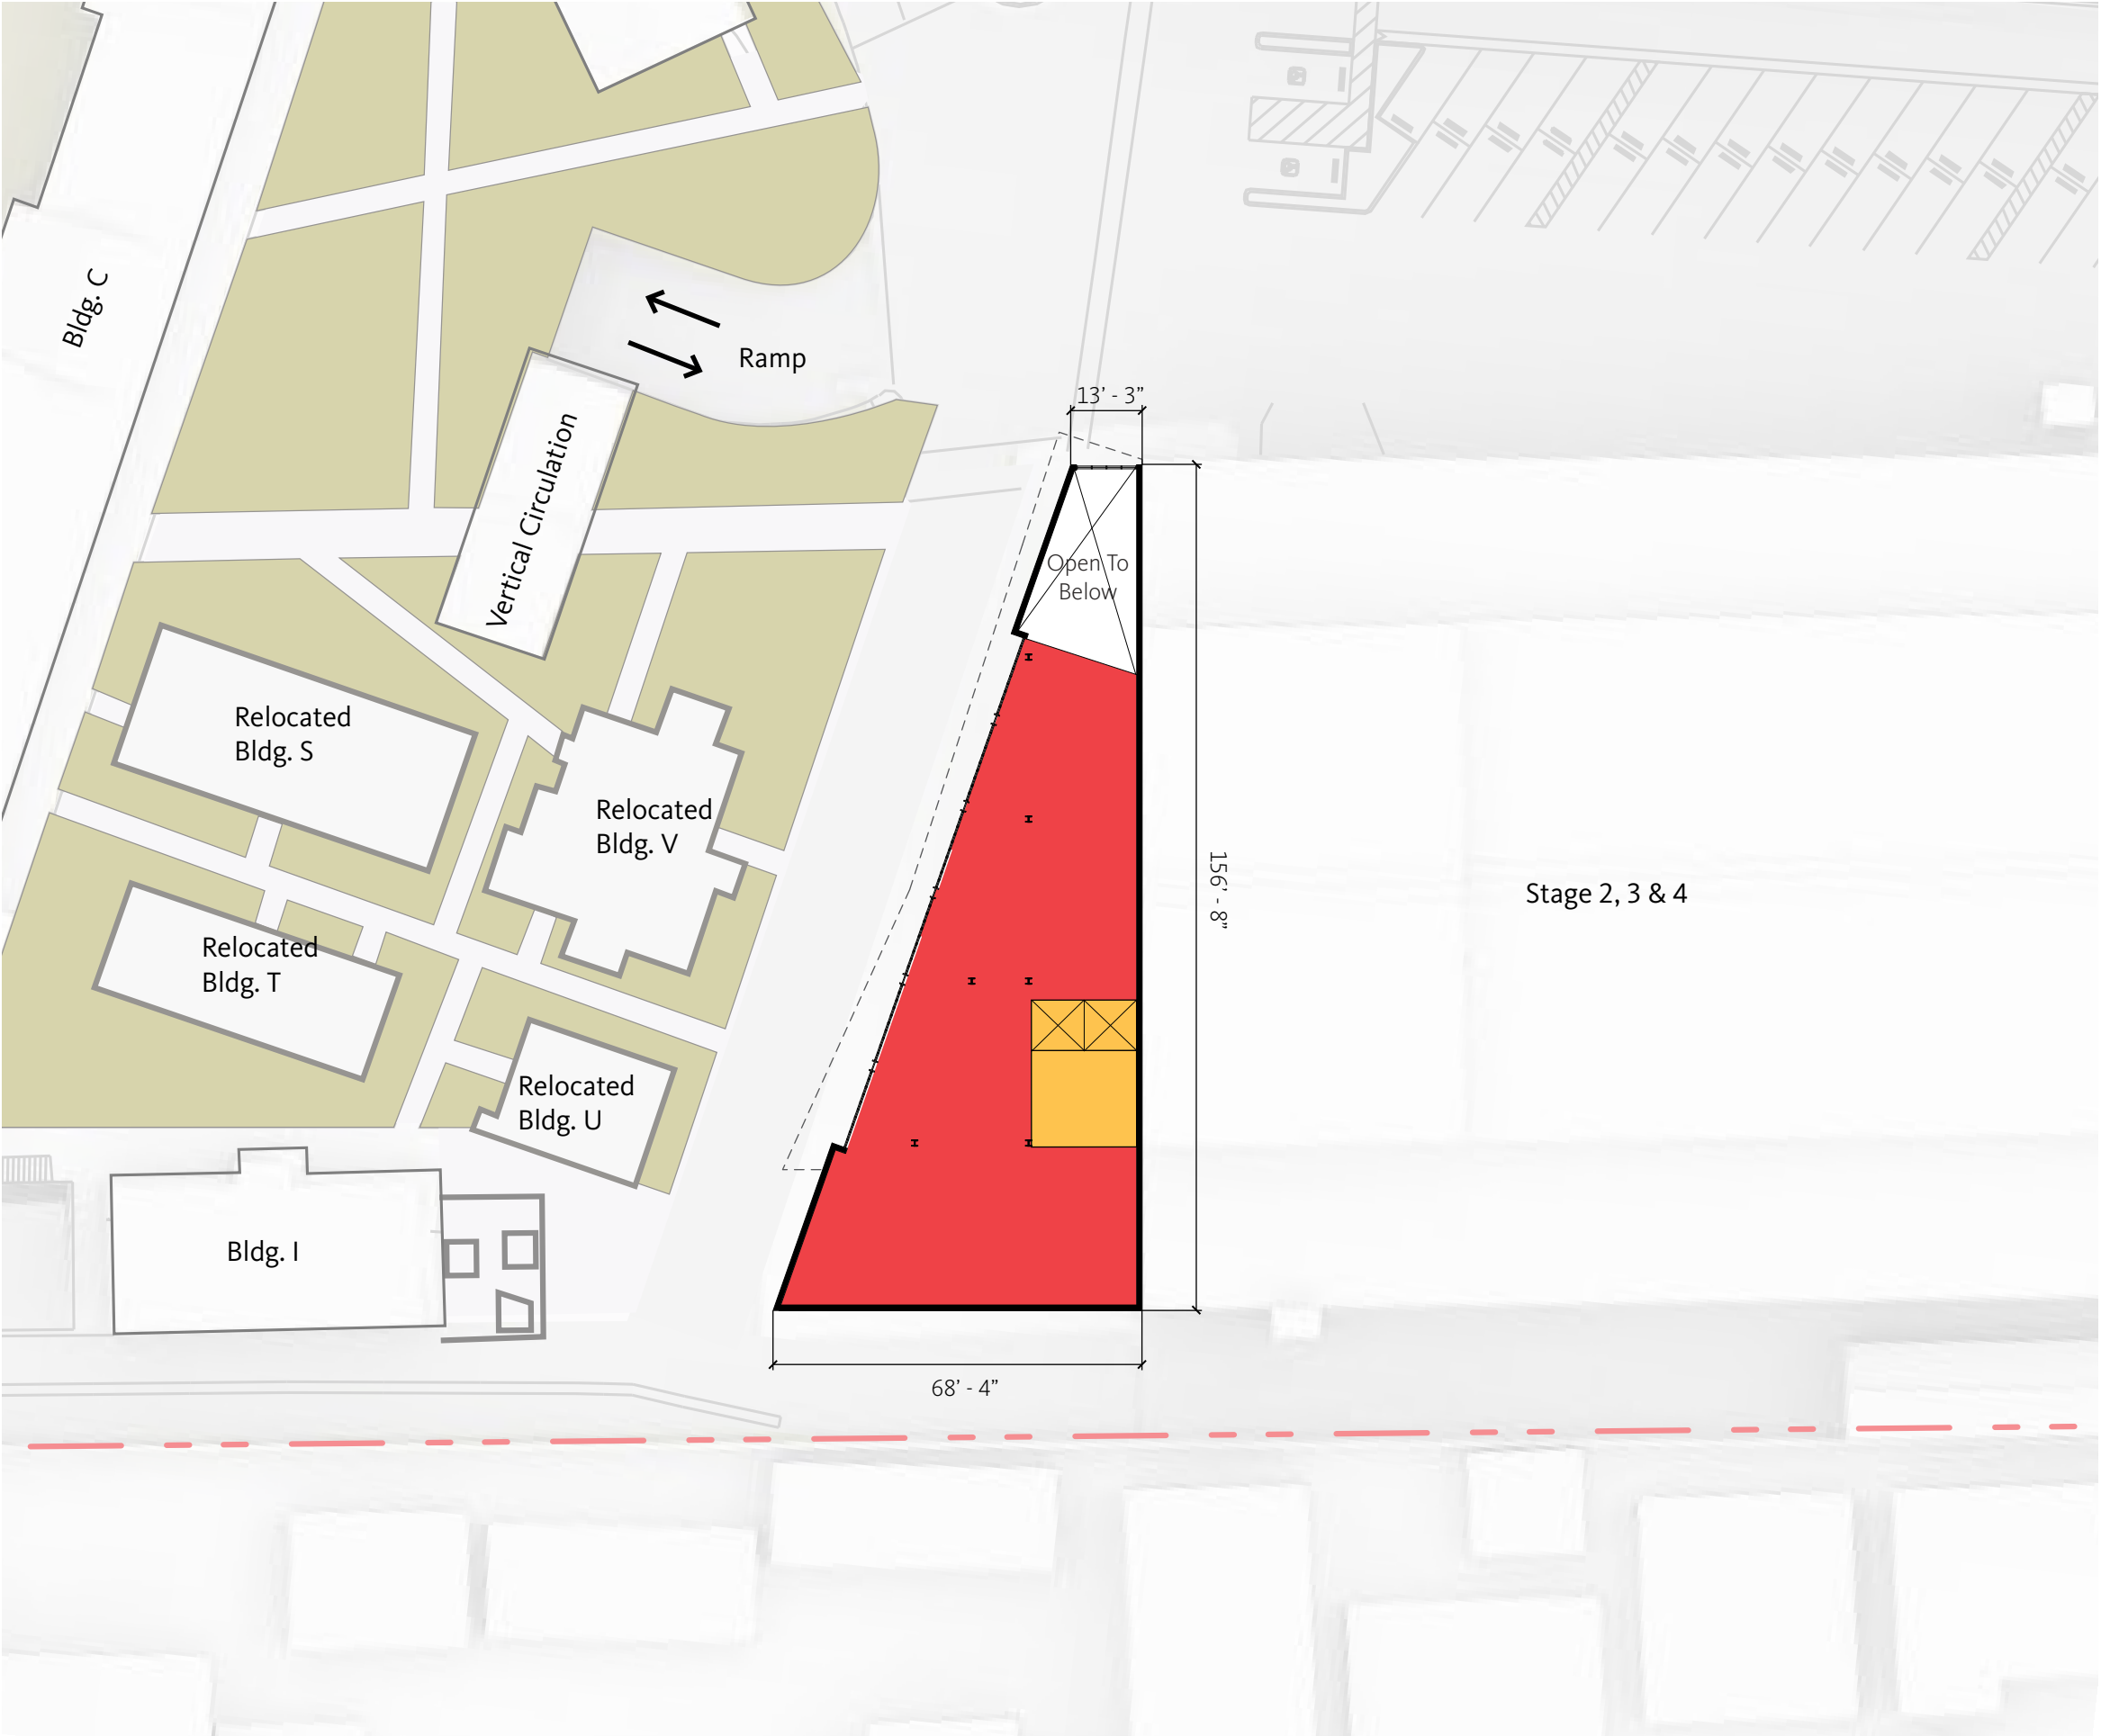 Bldg. C
Ramp
13’ - 3”
Vertical Circulation
Open To
Below
Relocated
Bldg. S
Relocated
Bldg. V
156’ - 8”
Stage 2, 3 & 4
Relocated
Bldg. T
Relocated
Bldg. U
Bldg. I
68’ - 4”